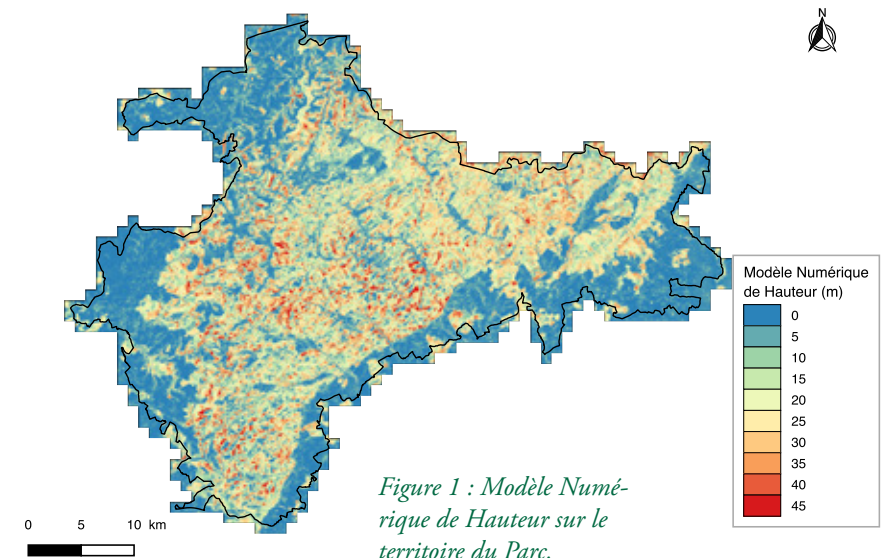 N
Modèle Numérique
de Hauteur (m)
0
5
10
15
20
25
30
35
40
45
Figure 1 : Modèle Numé-
rique de Hauteur sur le
territoire du Parc.
0 5 10 km